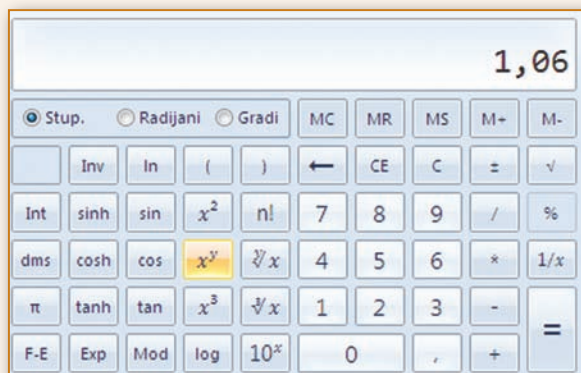 1,06
Stup. Radijani Gradi MC MR MS M+ M-
Inv ln ( ) ← CE C ± √
Int sinh sin x² n! 7 8 9 / %
dms cosh cos xʸ ʸ√x 4 5 6 * 1/x
π tanh tan x³ ³√x 1 2 3 - =
F-E Exp Mod log 10ˣ 0 , +